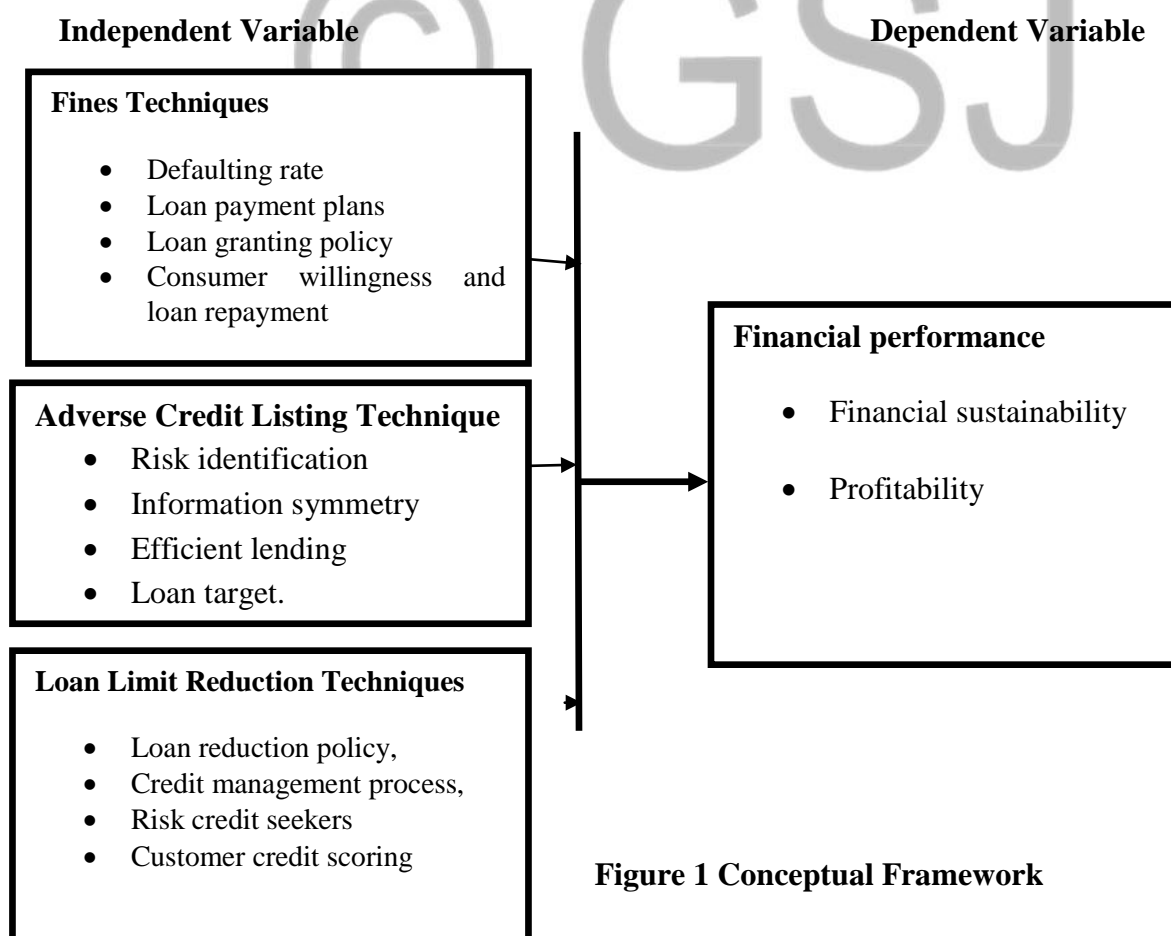 © GSJ
Independent Variable
Dependent Variable
Fines Techniques
• Defaulting rate
• Loan payment plans
• Loan granting policy
• Consumer willingness and
loan repayment
Adverse Credit Listing Technique
• Risk identification
• Information symmetry
• Efficient lending
• Loan target.
Loan Limit Reduction Techniques
• Loan reduction policy,
• Credit management process,
• Risk credit seekers
• Customer credit scoring
Financial performance
• Financial sustainability
• Profitability
Figure 1 Conceptual Framework